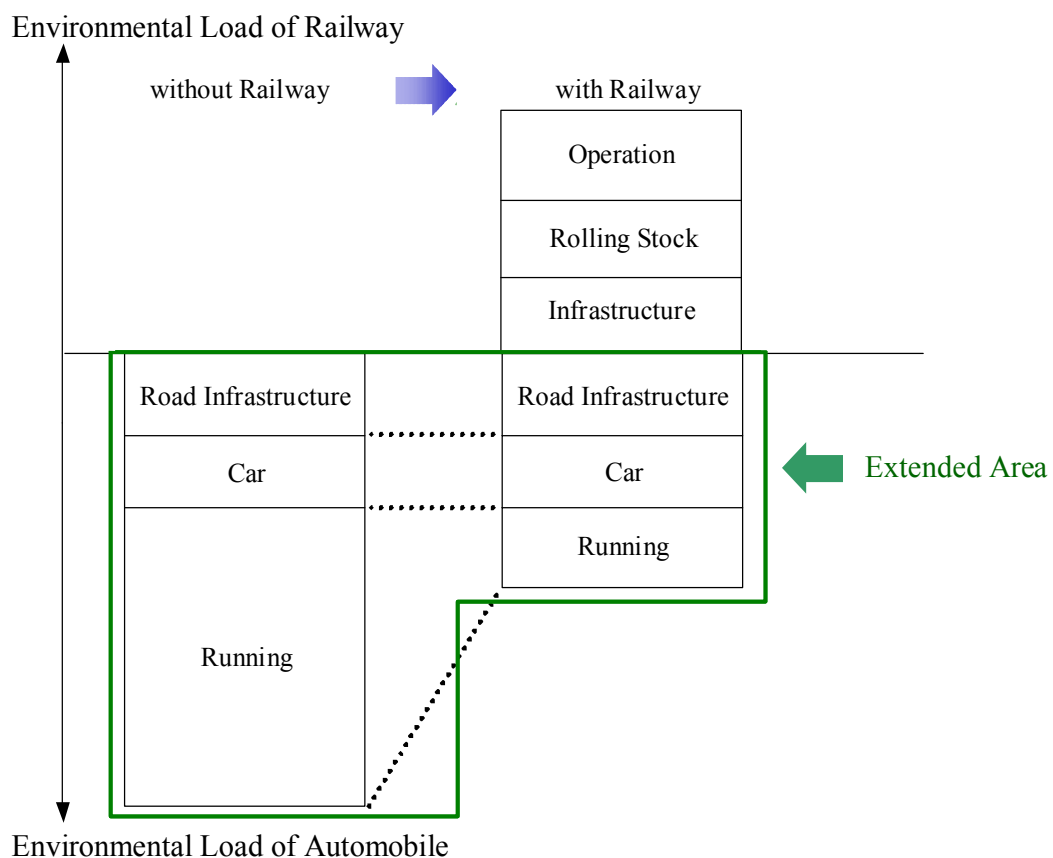 Environmental Load of Railway
without Railway
with Railway
Operation
Rolling Stock
Infrastructure
Road Infrastructure
Road Infrastructure
Car
Car
Extended Area
Running
Running
Environmental Load of Automobile